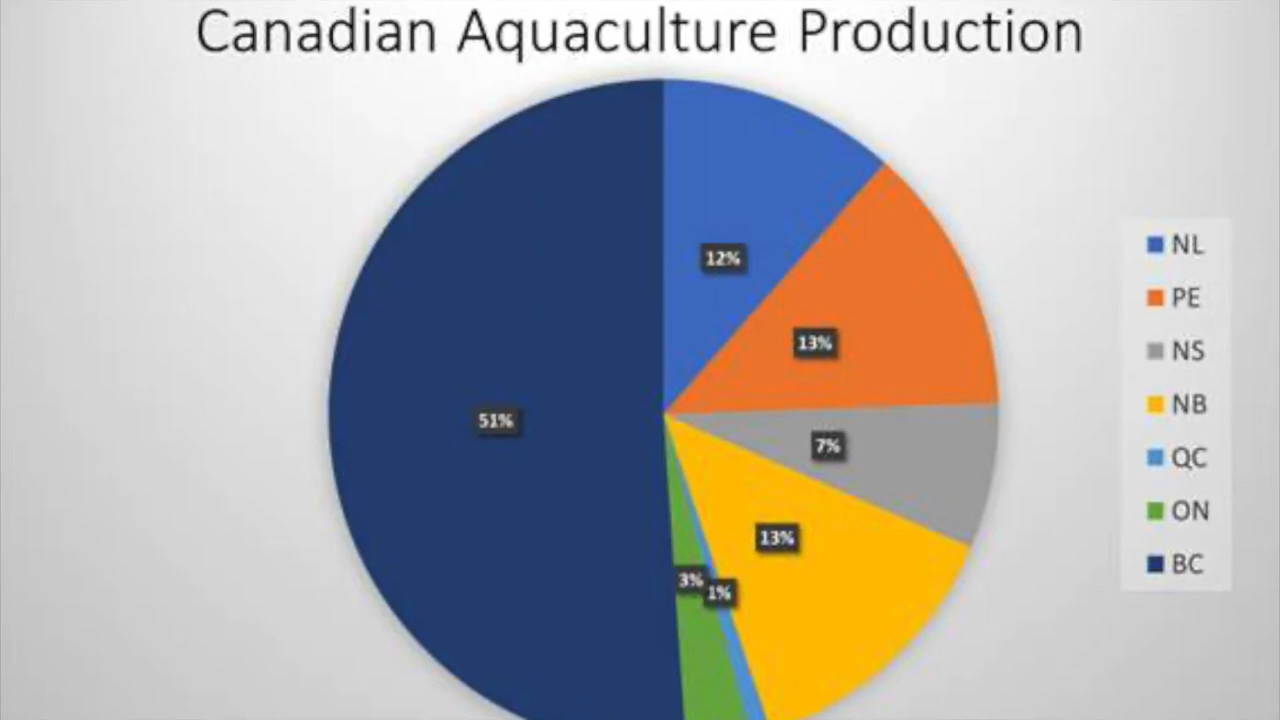 Canadian Aquaculture Production
12%
13%
51%
7%
13%
3%
1%
NL
PE
NS
NB
QC
ON
BC